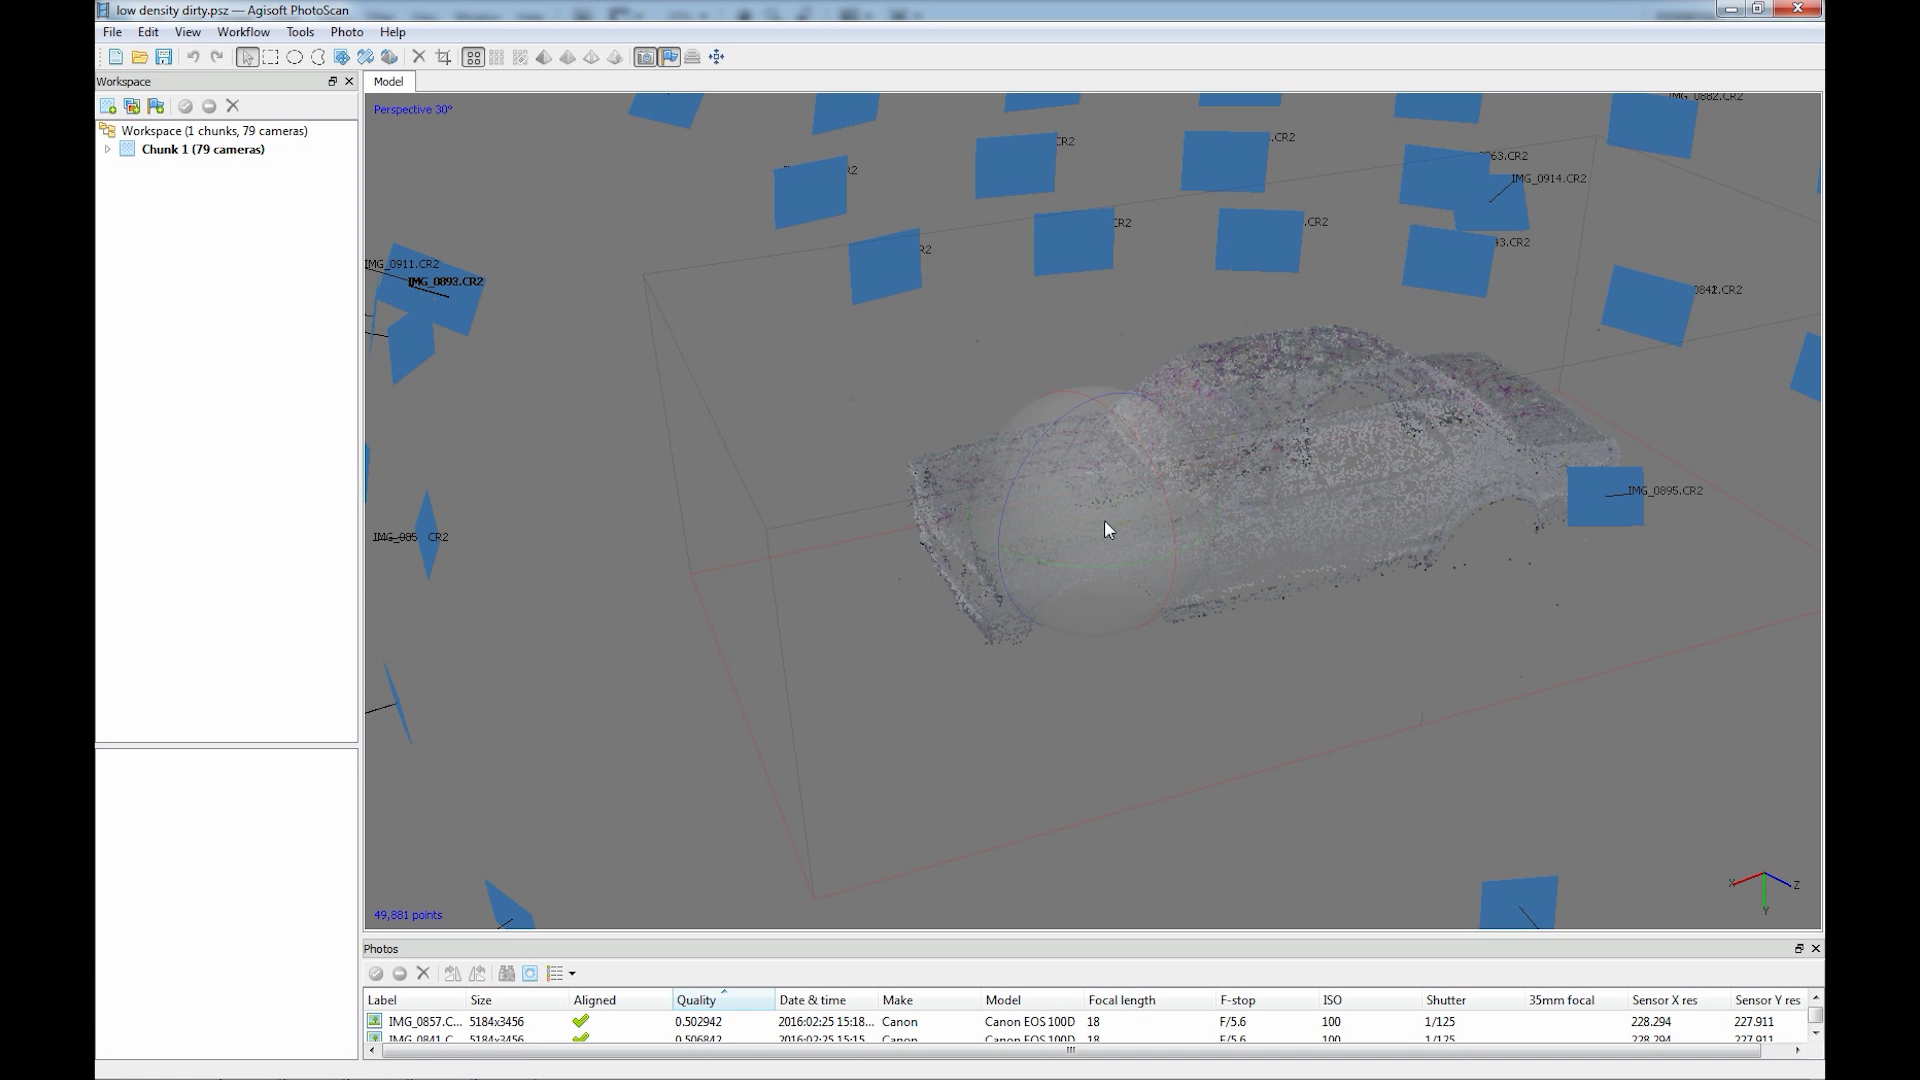 low density dirty.psz — Agisoft PhotoScan
File Edit View Workflow Tools Photo Help
Workspace
Model
Workspace (1 chunks, 79 cameras)
Chunk 1 (79 cameras)
Perspective 30°
IMG_0882.CR2
CR2
.CR2
R2
0863.CR2
IMG_0914.CR2
CR2
.CR2
R2
43.CR2
IMG_0911.CR2
IMG_0893.CR2
0842.CR2
IMG_0895.CR2
IMG_085 CR2
X
Z
Y
49,881 points
Photos
Label Size Aligned Quality Date & time Make Model Focal length F-stop ISO Shutter 35mm focal Sensor X res Sensor Y res
IMG_0857.C... 5184x3456 0.502942 2016:02:25 15:18... Canon Canon EOS 100D 18 F/5.6 100 1/125 228.294 227.911
IMG_0841.C... 5184x3456 0.506842 2016:02:25 15:15... Canon Canon EOS 100D 18 F/5.6 100 1/125 228.294 227.911